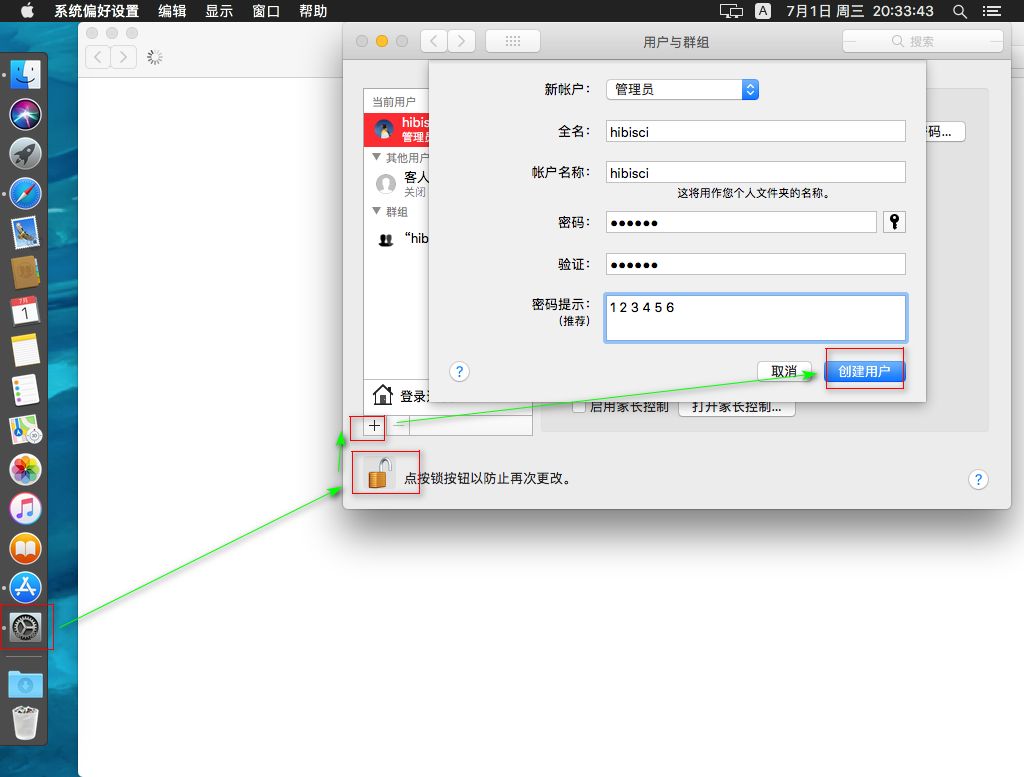 系统偏好设置 编辑 显示 窗口 帮助 A 7月1日 周三 20:33:43
用户与群组
搜索
当前用户
hibis
管理员
其他用户
客人
关闭
群组
“hib
登录
新帐户： 管理员
全名： hibisci
帐户名称： hibisci
这将用作您个人文件夹的名称。
密码： ●●●●●●
验证： ●●●●●●
密码提示： 1 2 3 4 5 6
(推荐)
? 取消 创建用户
码...
启用家长控制 打开家长控制...
+ −
点按锁按钮以防止再次更改。 ?
7月
1